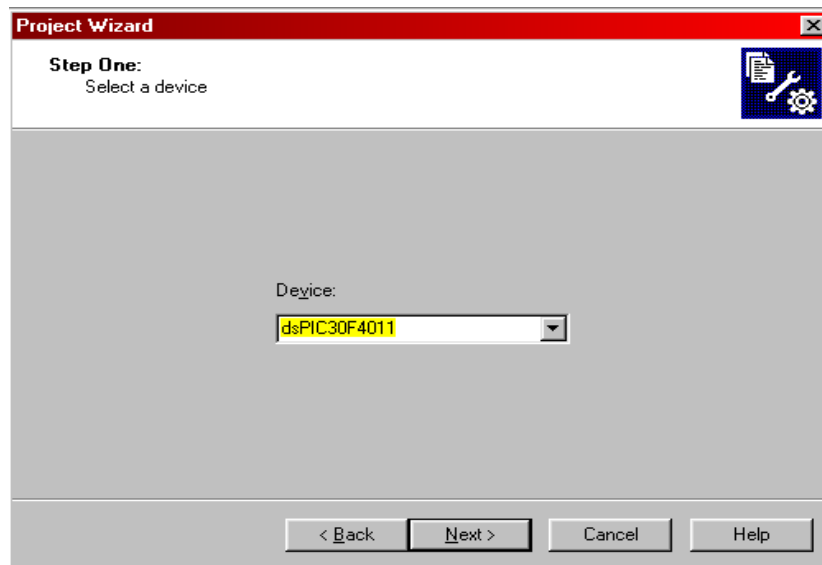 Project Wizard
Step One:
Select a device
Device:
dsPIC30F4011
< Back Next > Cancel Help